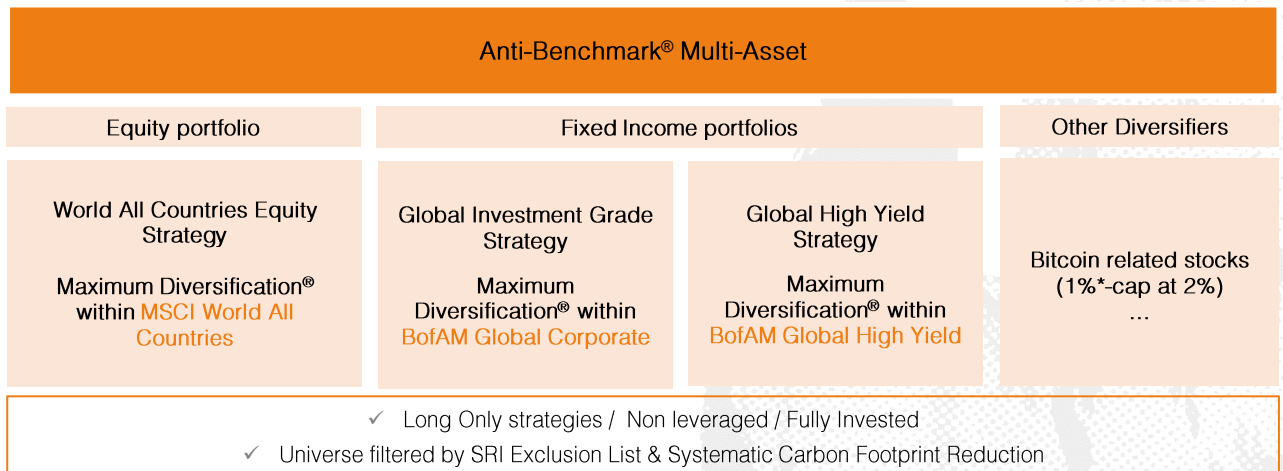 Anti-Benchmark® Multi-Asset
Equity portfolio
Fixed Income portfolios
Other Diversifiers
World All Countries Equity
Strategy
Maximum Diversification®
within MSCI World All
Countries
Global Investment Grade
Strategy
Maximum
Diversification® within
BofAM Global Corporate
Global High Yield
Strategy
Maximum
Diversification® within
BofAM Global High Yield
Bitcoin related stocks
(1%*-cap at 2%)
...
✓ Long Only strategies / Non leveraged / Fully Invested
✓ Universe filtered by SRI Exclusion List & Systematic Carbon Footprint Reduction